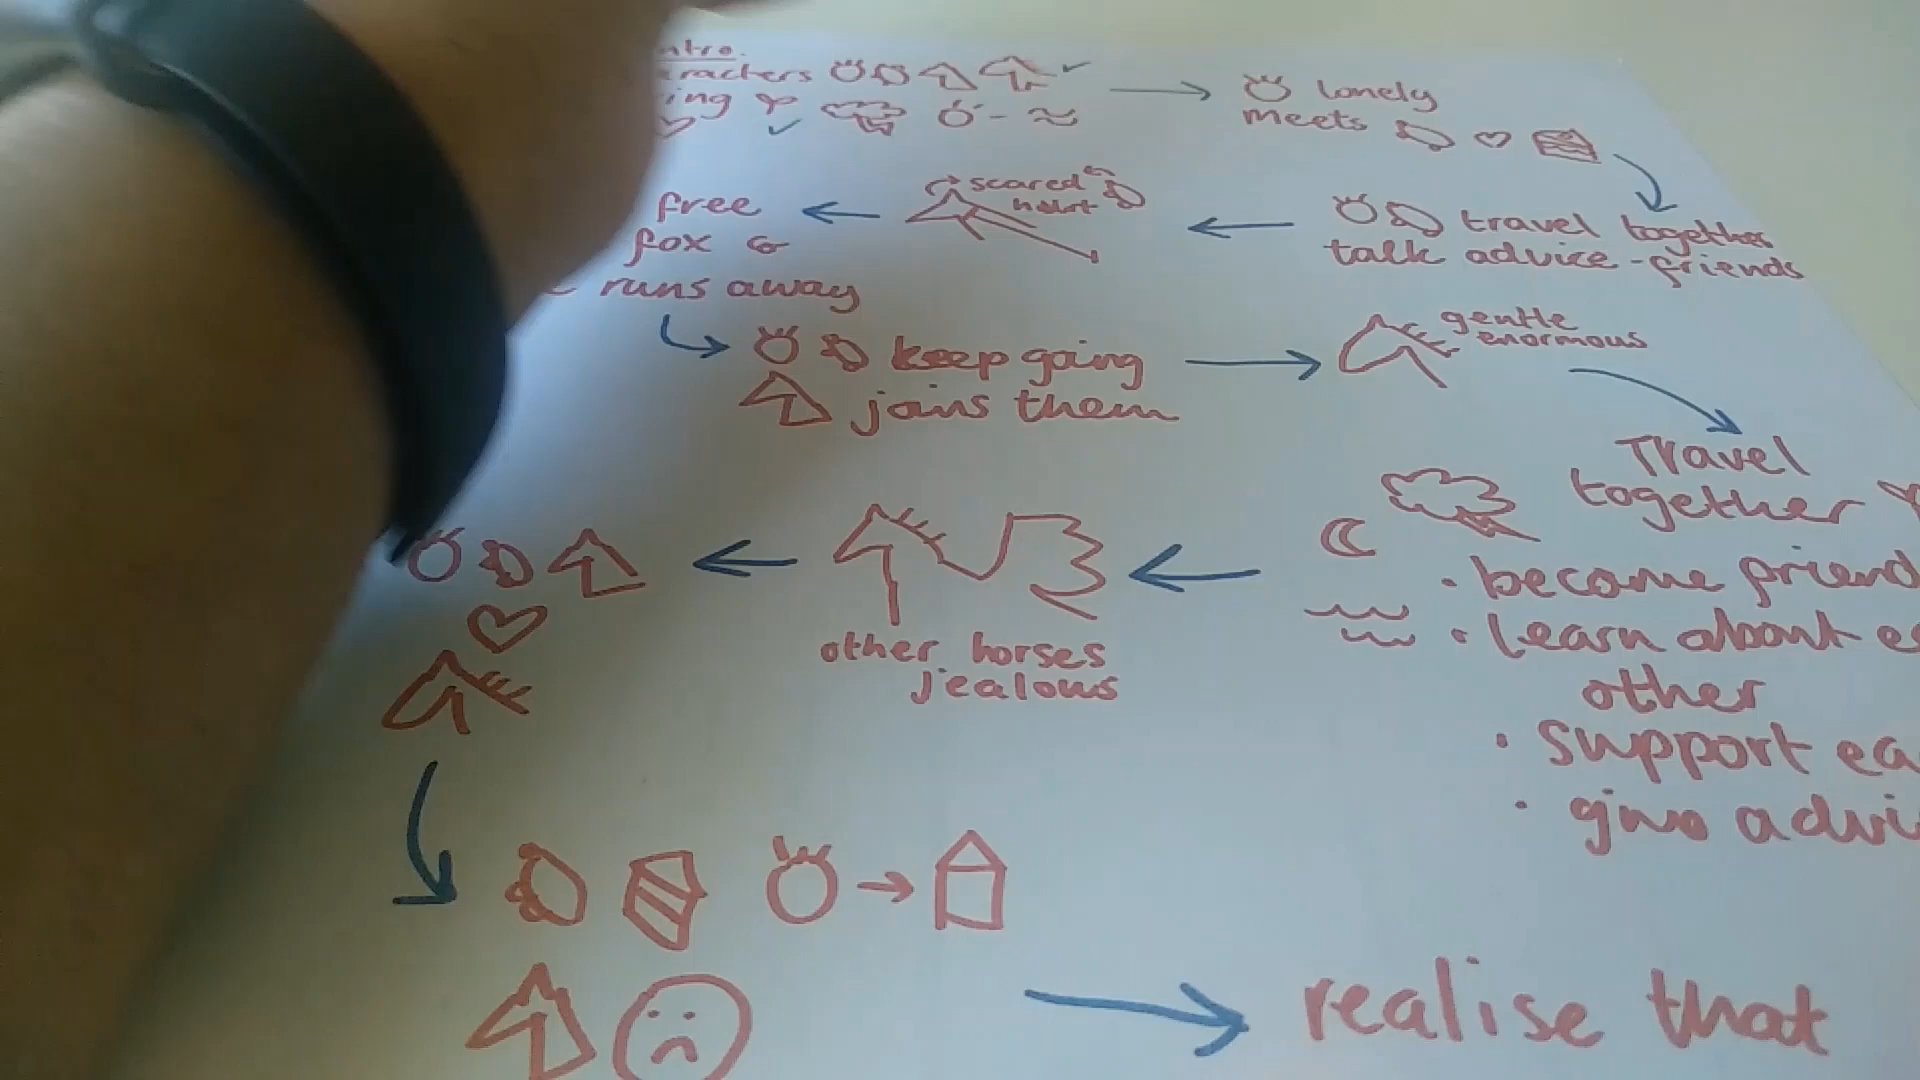 ntro.
racters
ing
lonely
meets
scared
free
fox &
runs away
travel together
talk advice - friends
keep going
joins them
gentle
enormous
Travel
together
• become friend
• learn about ea
other
• support ea
• give advi
other horses
jealous
realise that